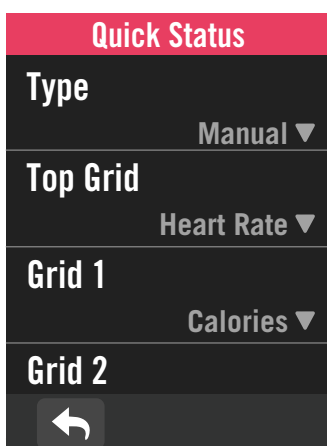 Quick Status
Type
Manual ▼
Top Grid
Heart Rate ▼
Grid 1
Calories ▼
Grid 2